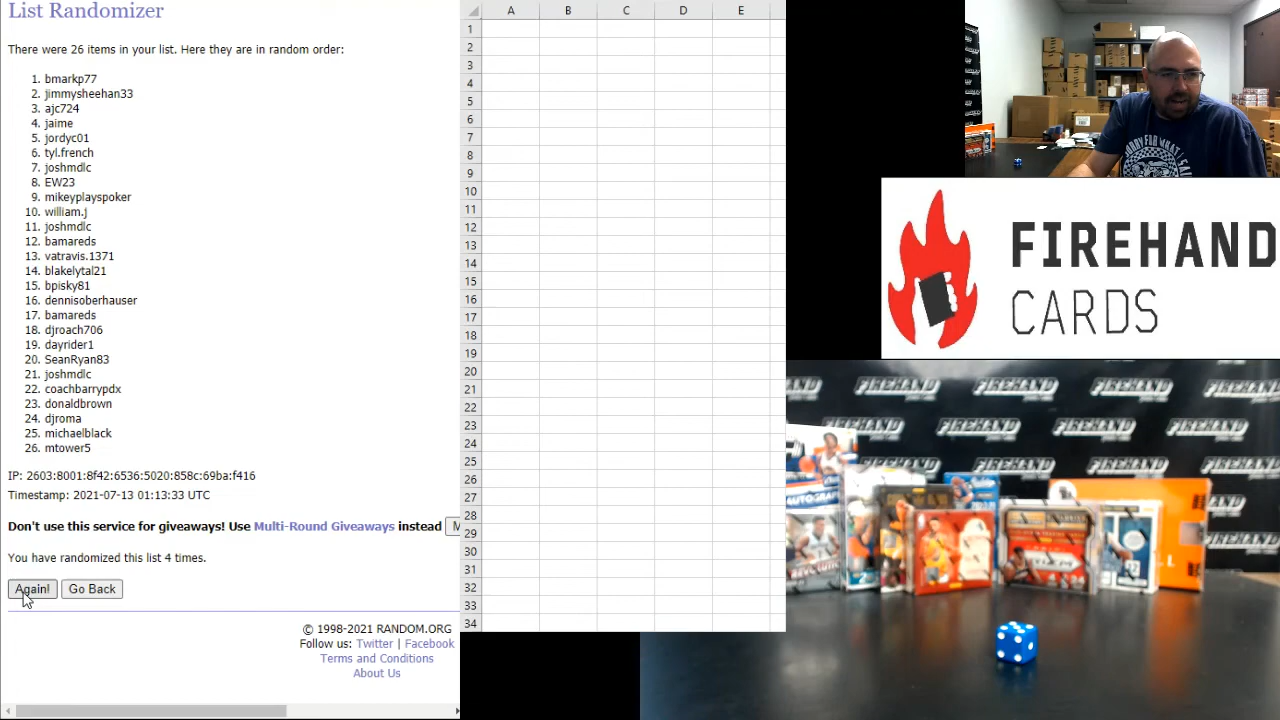 List Randomizer
There were 26 items in your list. Here they are in random order:
1. bmarkp77
2. jimmysheehan33
3. ajc724
4. jaime
5. jordyc01
6. tyl.french
7. joshmdlc
8. EW23
9. mikeyplayspoker
10. william.j
11. joshmdlc
12. bamareds
13. vatravis.1371
14. blakelytal21
15. bpisky81
16. dennisoberhauser
17. bamareds
18. djroach706
19. dayrider1
20. SeanRyan83
21. joshmdlc
22. coachbarrypdx
23. donaldbrown
24. djroma
25. michaelblack
26. mtower5
IP: 2603:8001:8f42:6536:5020:858c:69ba:f416
Timestamp: 2021-07-13 01:13:33 UTC
Don't use this service for giveaways! Use Multi-Round Giveaways instead
You have randomized this list 4 times.
Again! Go Back
© 1998-2021 RANDOM.ORG
Follow us: Twitter | Facebook
Terms and Conditions
About Us
A B C D E
1
2
3
4
5
6
7
8
9
10
11
12
13
14
15
16
17
18
19
20
21
22
23
24
25
26
27
28
29
30
31
32
33
34
FIREHAND
CARDS
FIREHAND FIREHAND FIREHAND
FIREHAND FIREHAND